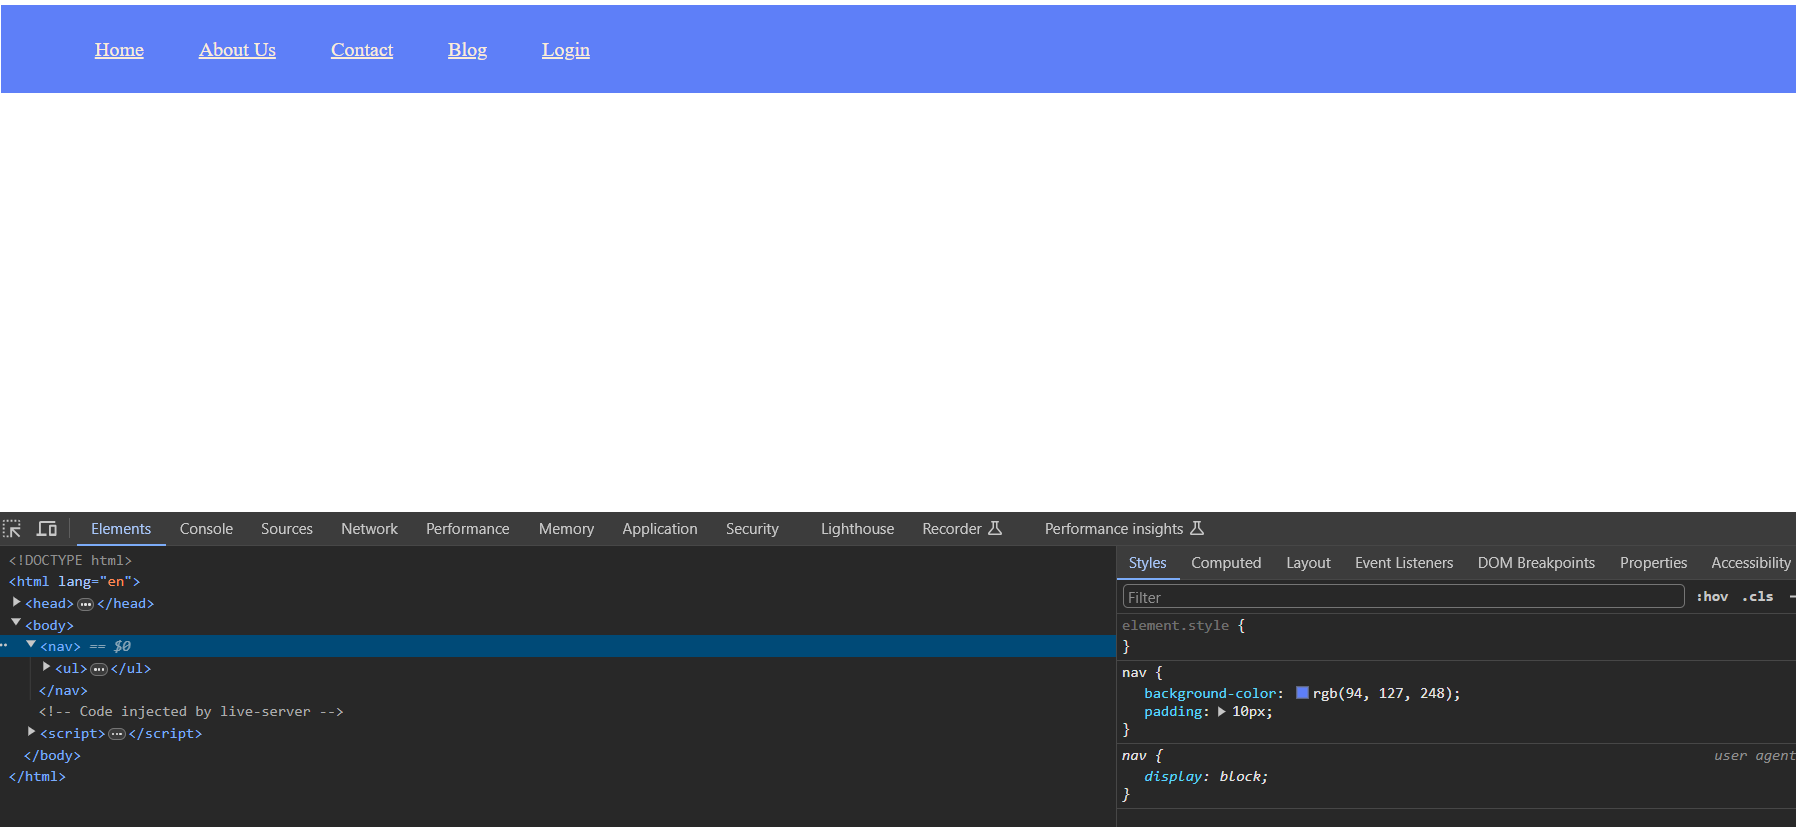 Home About Us Contact Blog Login
Elements Console Sources Network Performance Memory Application Security Lighthouse Recorder Performance insights
<!DOCTYPE html>
<html lang="en">
<head> ••• </head>
<body>
<nav> == $0
<ul> ••• </ul>
</nav>
<!-- Code injected by live-server -->
<script> ••• </script>
</body>
</html>
Styles Computed Layout Event Listeners DOM Breakpoints Properties Accessibility
Filter :hov .cls
element.style {
}
nav {
background-color: rgb(94, 127, 248);
padding: 10px;
}
nav { user agent
display: block;
}